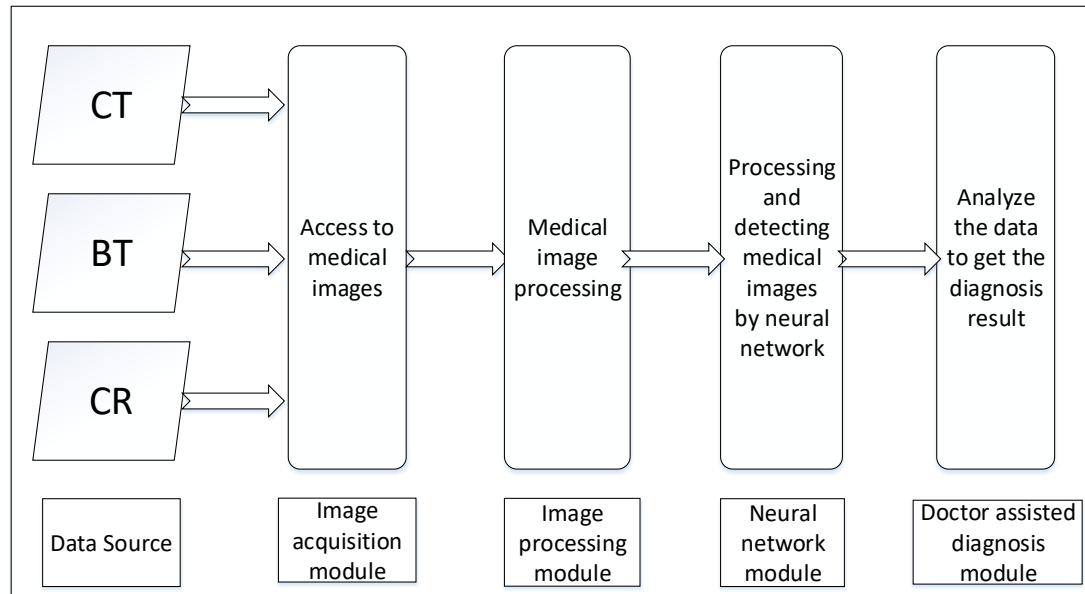 CT
BT
CR
Access to
medical
images
Medical
image
processing
Processing
and
detecting
medical
images
by neural
network
Analyze
the data
to get the
diagnosis
result
Data Source
Image
acquisition
module
Image
processing
module
Neural
network
module
Doctor assisted
diagnosis
module